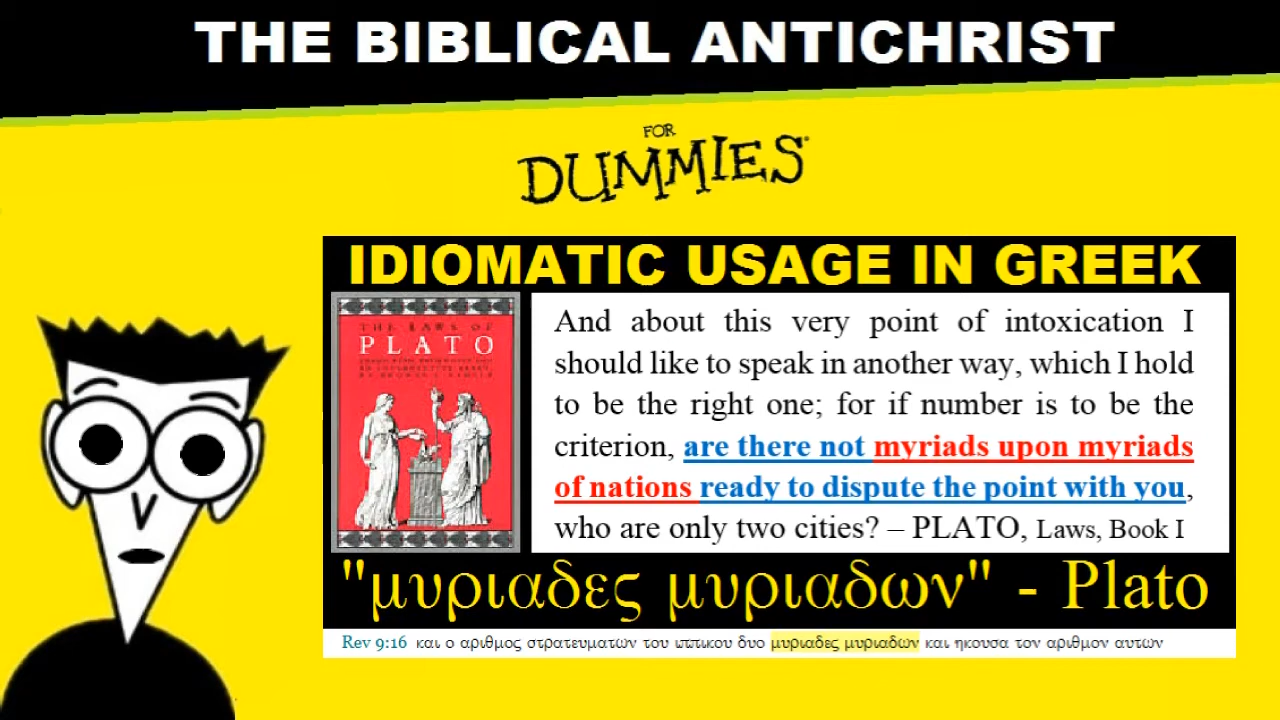 THE BIBLICAL ANTICHRIST
FOR
DUMMIES
IDIOMATIC USAGE IN GREEK
THE LAWS OF
PLATO
And about this very point of intoxication I
should like to speak in another way, which I hold
to be the right one; for if number is to be the
criterion, are there not myriads upon myriads
of nations ready to dispute the point with you,
who are only two cities? – PLATO, Laws, Book I
"μυριαδες μυριαδων" - Plato
Rev 9:16 και ο αριθμος στρατευματων του ιππικου δυο μυριαδες μυριαδων και ηκουσα τον αριθμον αυτων